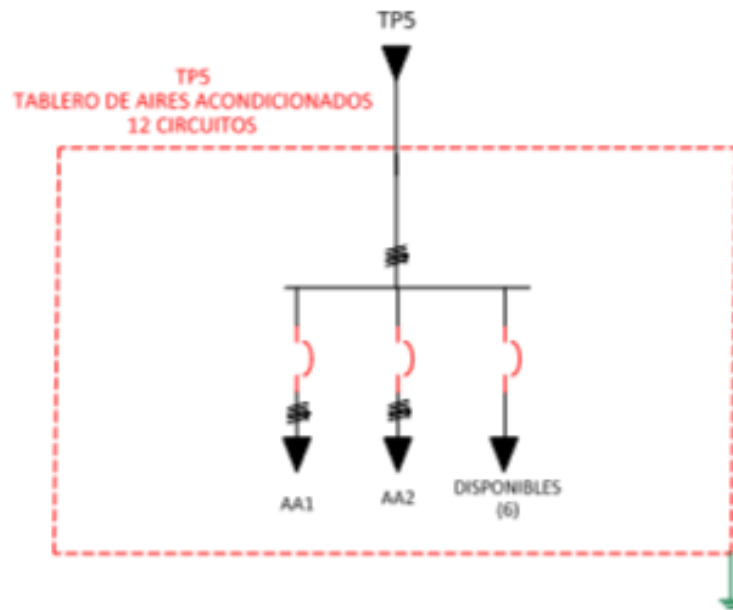 TP5
TP5
TABLERO DE AIRES ACONDICIONADOS
12 CIRCUITOS
AA1
AA2
DISPONIBLES
(6)